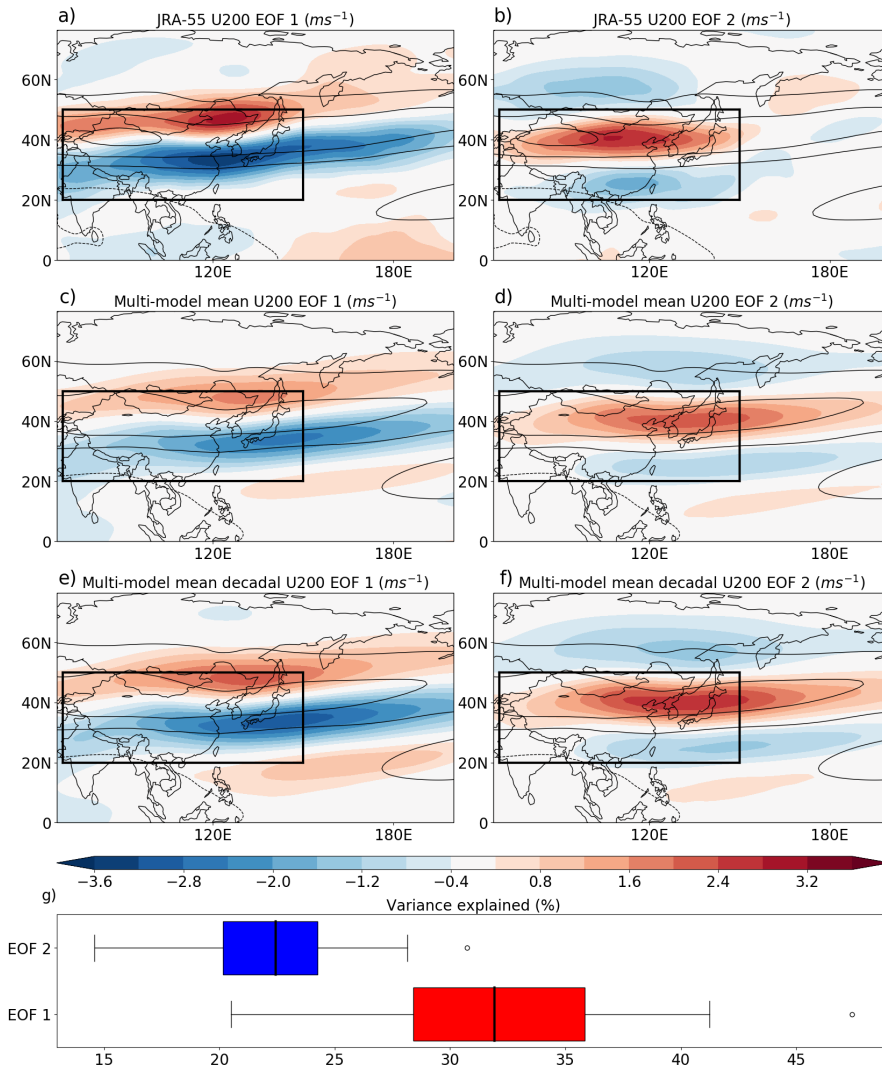 a) JRA-55 U200 EOF 1 (ms⁻¹)
b) JRA-55 U200 EOF 2 (ms⁻¹)
60N
40N
20N
0
120E 180E
60N
40N
20N
0
120E 180E
c) Multi-model mean U200 EOF 1 (ms⁻¹)
d) Multi-model mean U200 EOF 2 (ms⁻¹)
60N
40N
20N
0
120E 180E
60N
40N
20N
0
120E 180E
e) Multi-model mean decadal U200 EOF 1 (ms⁻¹)
f) Multi-model mean decadal U200 EOF 2 (ms⁻¹)
60N
40N
20N
0
120E 180E
60N
40N
20N
0
120E 180E
−3.6 −2.8 −2.0 −1.2 −0.4 0.8 1.6 2.4 3.2
g) Variance explained (%)
EOF 2
EOF 1
15 20 25 30 35 40 45